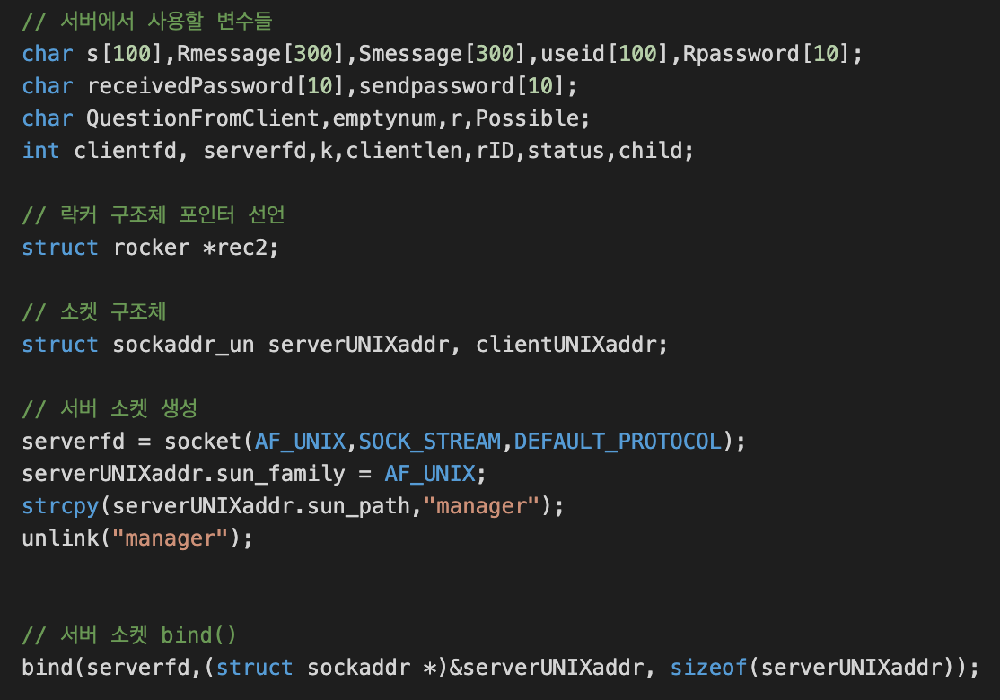 // 서버에서 사용할 변수들
char s[100],Rmessage[300],Smessage[300],useid[100],Rpassword[10];
char receivedPassword[10],sendpassword[10];
char QuestionFromClient,emptynum,r,Possible;
int clientfd, serverfd,k,clientlen,rID,status,child;
// 락커 구조체 포인터 선언
struct rocker *rec2;
// 소켓 구조체
struct sockaddr_un serverUNIXaddr, clientUNIXaddr;
// 서버 소켓 생성
serverfd = socket(AF_UNIX,SOCK_STREAM,DEFAULT_PROTOCOL);
serverUNIXaddr.sun_family = AF_UNIX;
strcpy(serverUNIXaddr.sun_path,"manager");
unlink("manager");
// 서버 소켓 bind()
bind(serverfd,(struct sockaddr *)&serverUNIXaddr, sizeof(serverUNIXaddr));